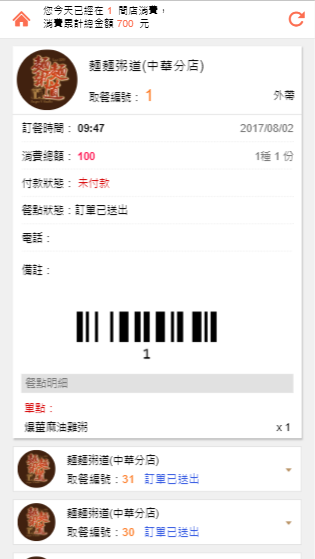 您今天已經在 1 間店消費，
消費累計總金額 700 元
麵麵粥道(中華分店)
取餐編號： 1 外帶
訂餐時間： 09:47 2017/08/02
消費總額： 100 1種 1 份
付款狀態： 未付款
餐點狀態：訂單已送出
電話：
備註：
1
餐點明細
單點：
爆薑麻油雞粥 x 1
麵麵粥道(中華分店)
取餐編號：31 訂單已送出
麵麵粥道(中華分店)
取餐編號：30 訂單已送出